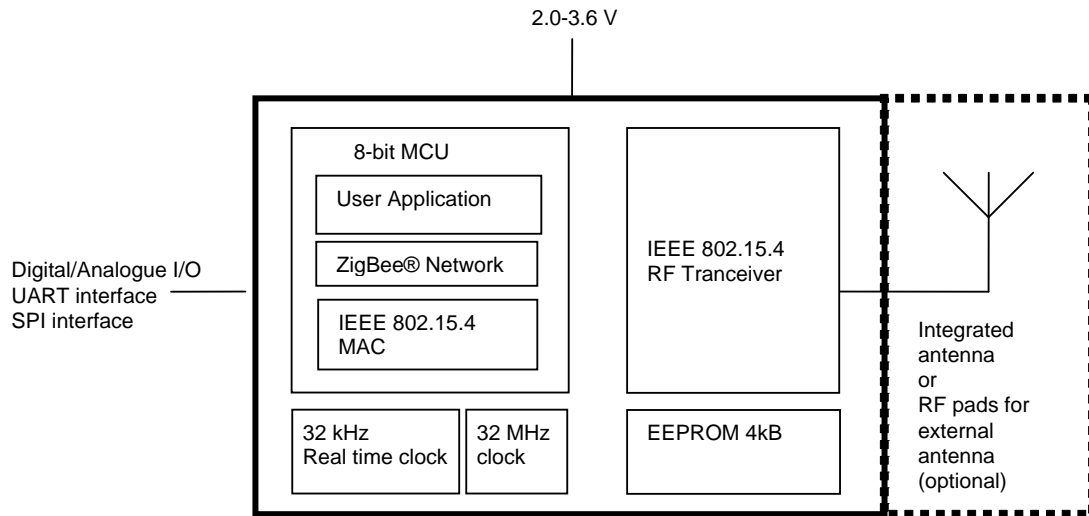 2.0-3.6 V
8-bit MCU
User Application
ZigBee® Network
IEEE 802.15.4
MAC
IEEE 802.15.4
RF Tranceiver
Digital/Analogue I/O
UART interface
SPI interface
32 kHz
Real time clock
32 MHz
clock
EEPROM 4kB
Integrated
antenna
or
RF pads for
external
antenna
(optional)